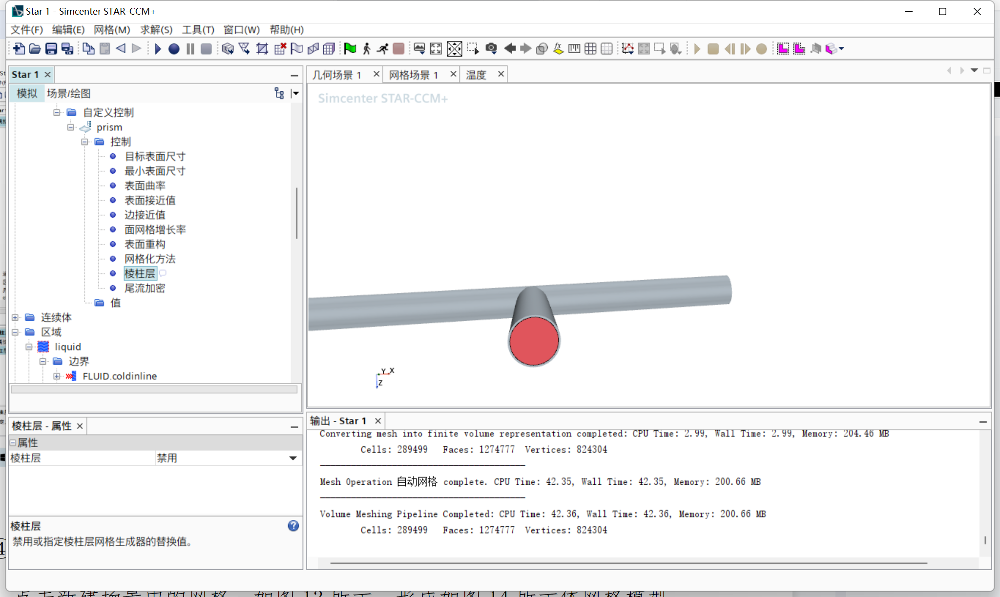 Star 1 - Simcenter STAR-CCM+
文件(F) 编辑(E) 网格(M) 求解(S) 工具(T) 窗口(W) 帮助(H)
Star 1
模拟 场景/绘图
自定义控制
prism
控制
目标表面尺寸
最小表面尺寸
表面曲率
表面接近值
边接近值
面网格增长率
表面重构
网格化方法
棱柱层
尾流加密
值
连续体
区域
liquid
边界
FLUID.coldinline
棱柱层 - 属性
属性
棱柱层 禁用
棱柱层
禁用或指定棱柱层网格生成器的替换值。
几何场景 1 网格场景 1 温度
Simcenter STAR-CCM+
Y X
Z
输出 - Star 1
Converting mesh into finite volume representation completed: CPU Time: 2.99, Wall Time: 2.99, Memory: 204.46 MB
Cells: 289499 Faces: 1274777 Vertices: 824304
Mesh Operation 自动网格 complete. CPU Time: 42.35, Wall Time: 42.35, Memory: 200.66 MB
Volume Meshing Pipeline Completed: CPU Time: 42.36, Wall Time: 42.36, Memory: 200.66 MB
Cells: 289499 Faces: 1274777 Vertices: 824304